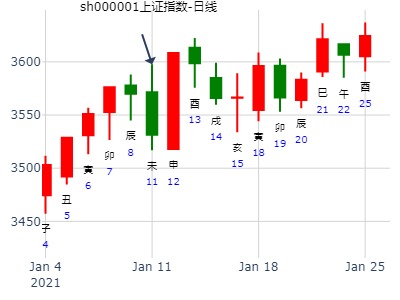 sh000001上证指数-日线
3600
3550
3500
3450
子
4
丑
5
寅
6
卯
7
辰
8
未
11
申
12
酉
13
戌
14
亥
15
寅
18
卯
19
辰
20
巳
21
午
22
酉
25
Jan 4
2021
Jan 11
Jan 18
Jan 25